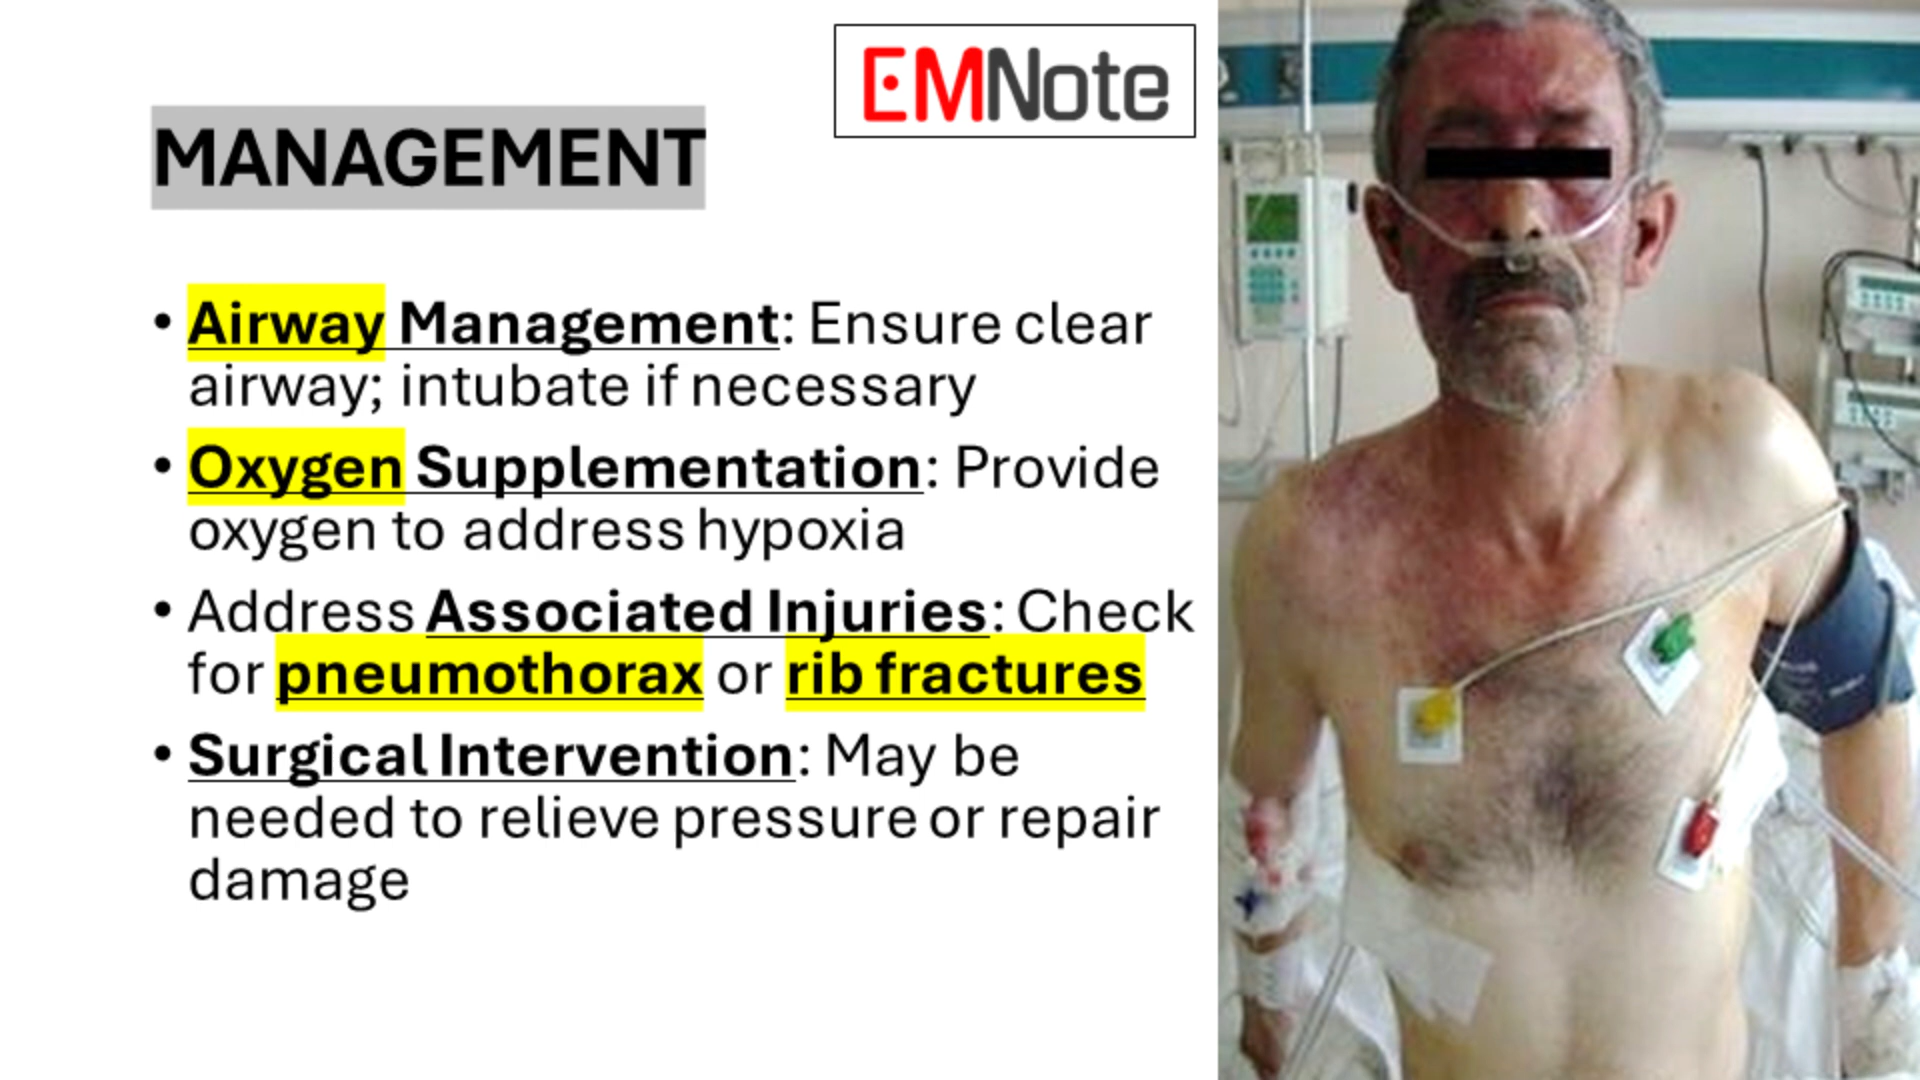 EMNote
MANAGEMENT
• Airway Management: Ensure clear
airway; intubate if necessary
• Oxygen Supplementation: Provide
oxygen to address hypoxia
• Address Associated Injuries: Check
for pneumothorax or rib fractures
• Surgical Intervention: May be
needed to relieve pressure or repair
damage